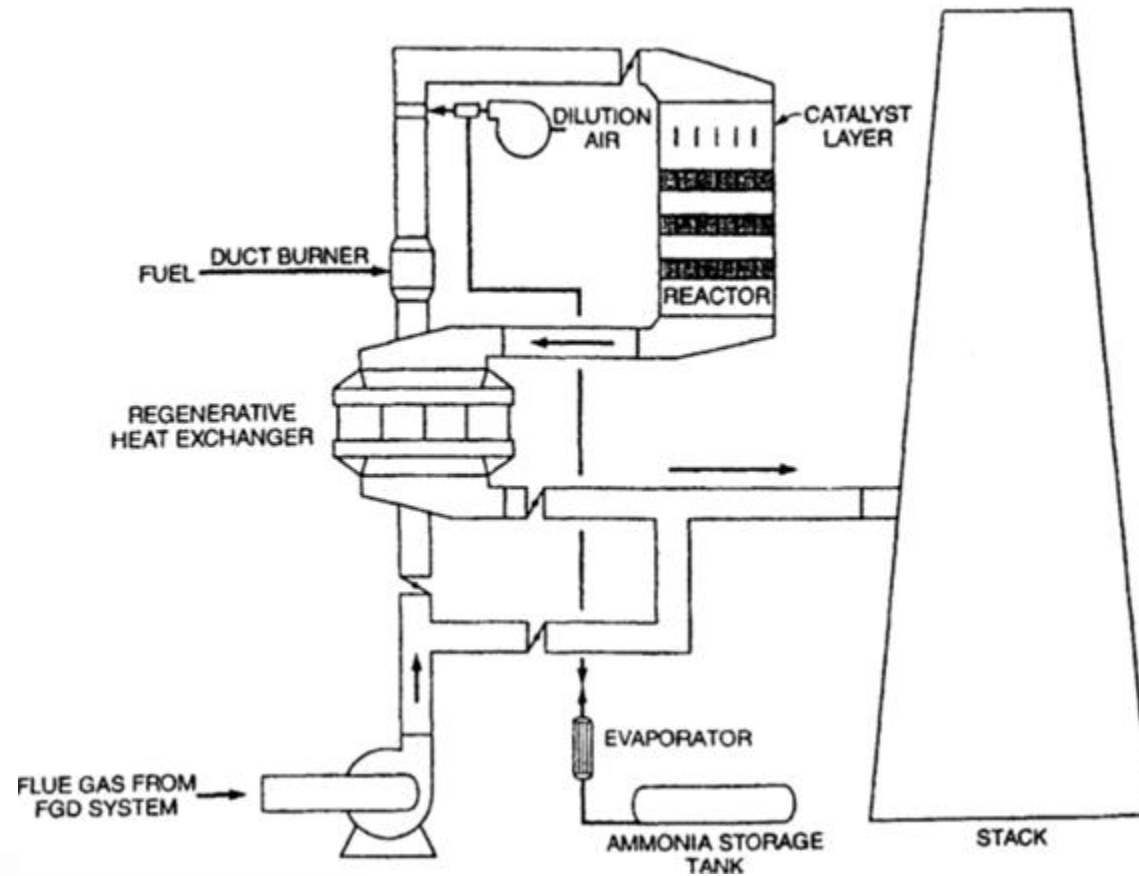 DILUTION
AIR
CATALYST
LAYER
DUCT BURNER
FUEL
REACTOR
REGENERATIVE
HEAT EXCHANGER
EVAPORATOR
FLUE GAS FROM
FGD SYSTEM
AMMONIA STORAGE
TANK
STACK